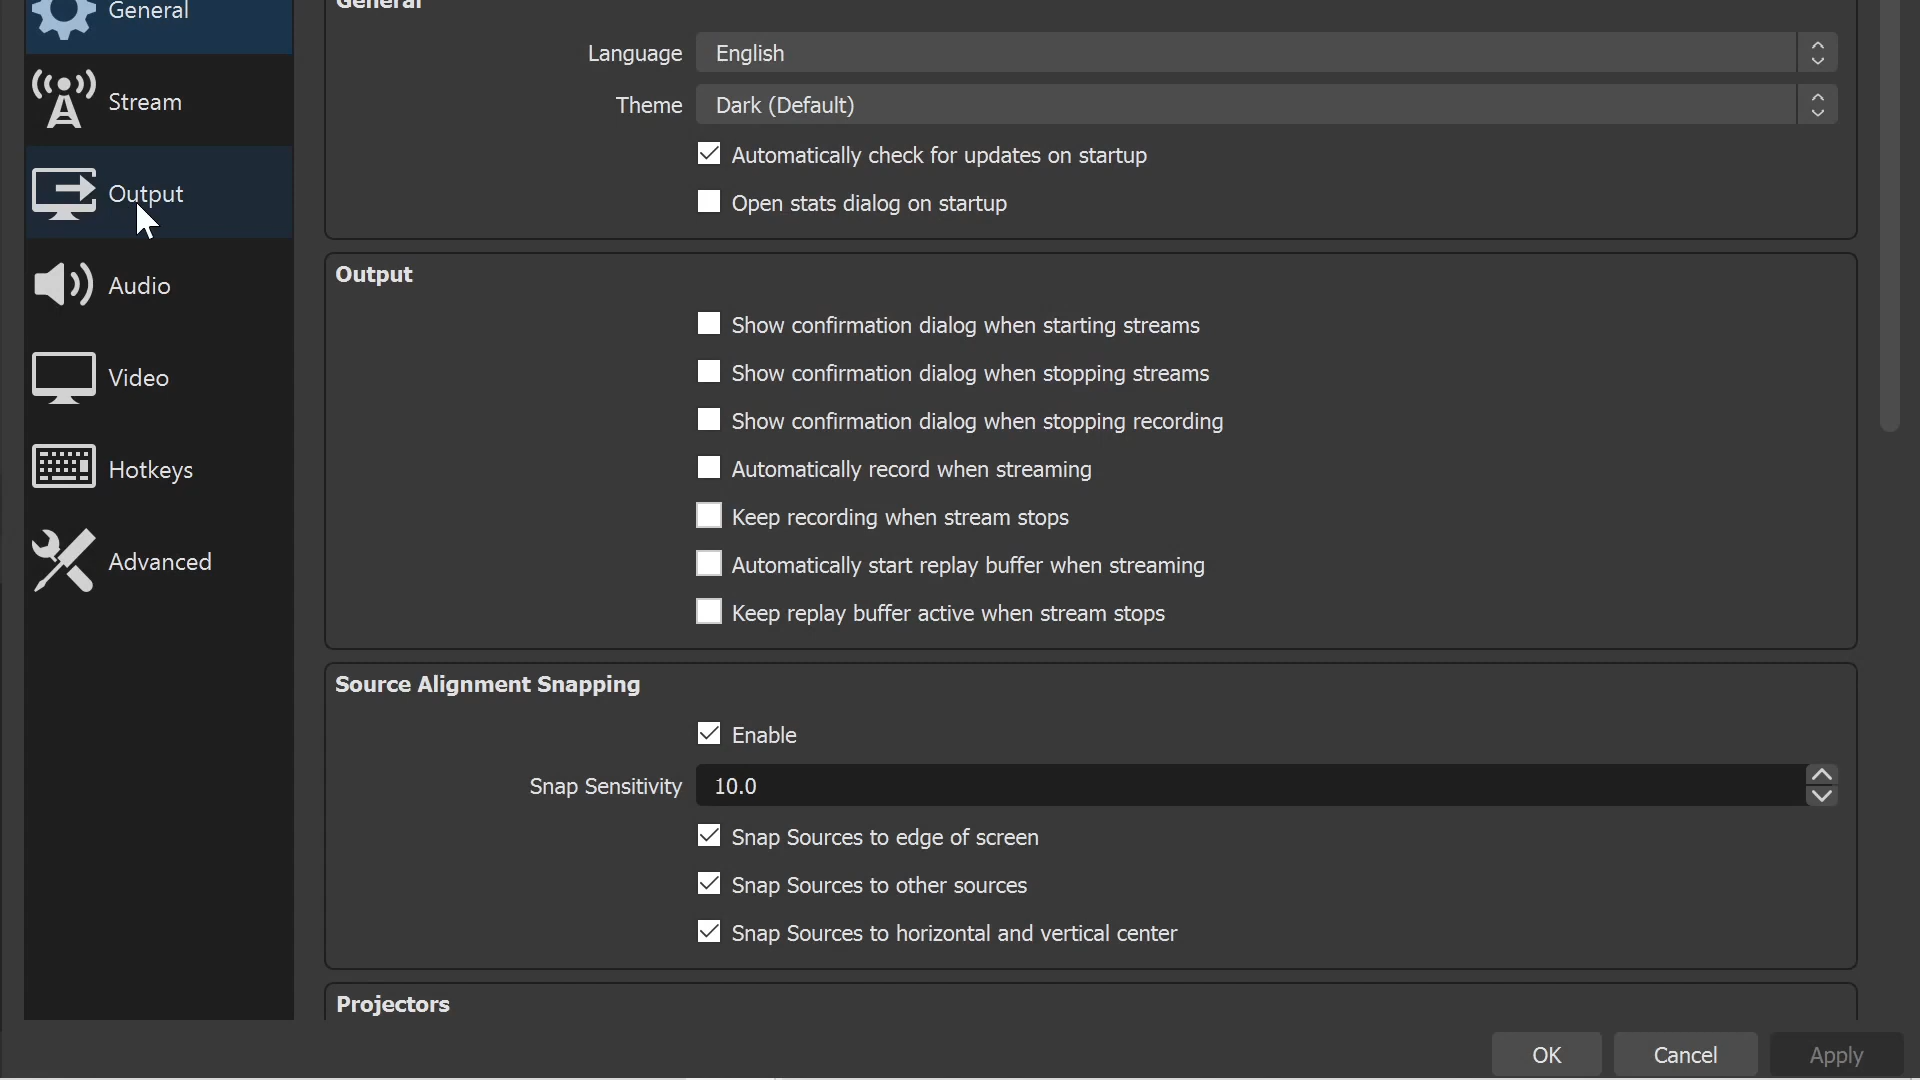 General
Stream
Output
Audio
Video
Hotkeys
Advanced
General
Language English
Theme Dark (Default)
Automatically check for updates on startup
Open stats dialog on startup
Output
Show confirmation dialog when starting streams
Show confirmation dialog when stopping streams
Show confirmation dialog when stopping recording
Automatically record when streaming
Keep recording when stream stops
Automatically start replay buffer when streaming
Keep replay buffer active when stream stops
Source Alignment Snapping
Enable
Snap Sensitivity 10.0
Snap Sources to edge of screen
Snap Sources to other sources
Snap Sources to horizontal and vertical center
Projectors
OK Cancel Apply